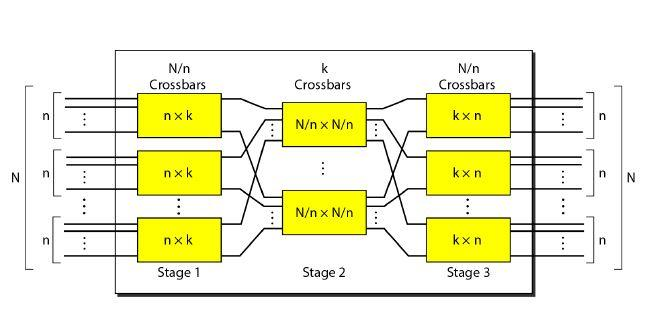 N/n
Crossbars
k
Crossbars
N/n
Crossbars
n
n × k
N/n × N/n
k × n
n
N
n
n × k
k × n
n
N
n
n × k
N/n × N/n
k × n
n
Stage 1
Stage 2
Stage 3